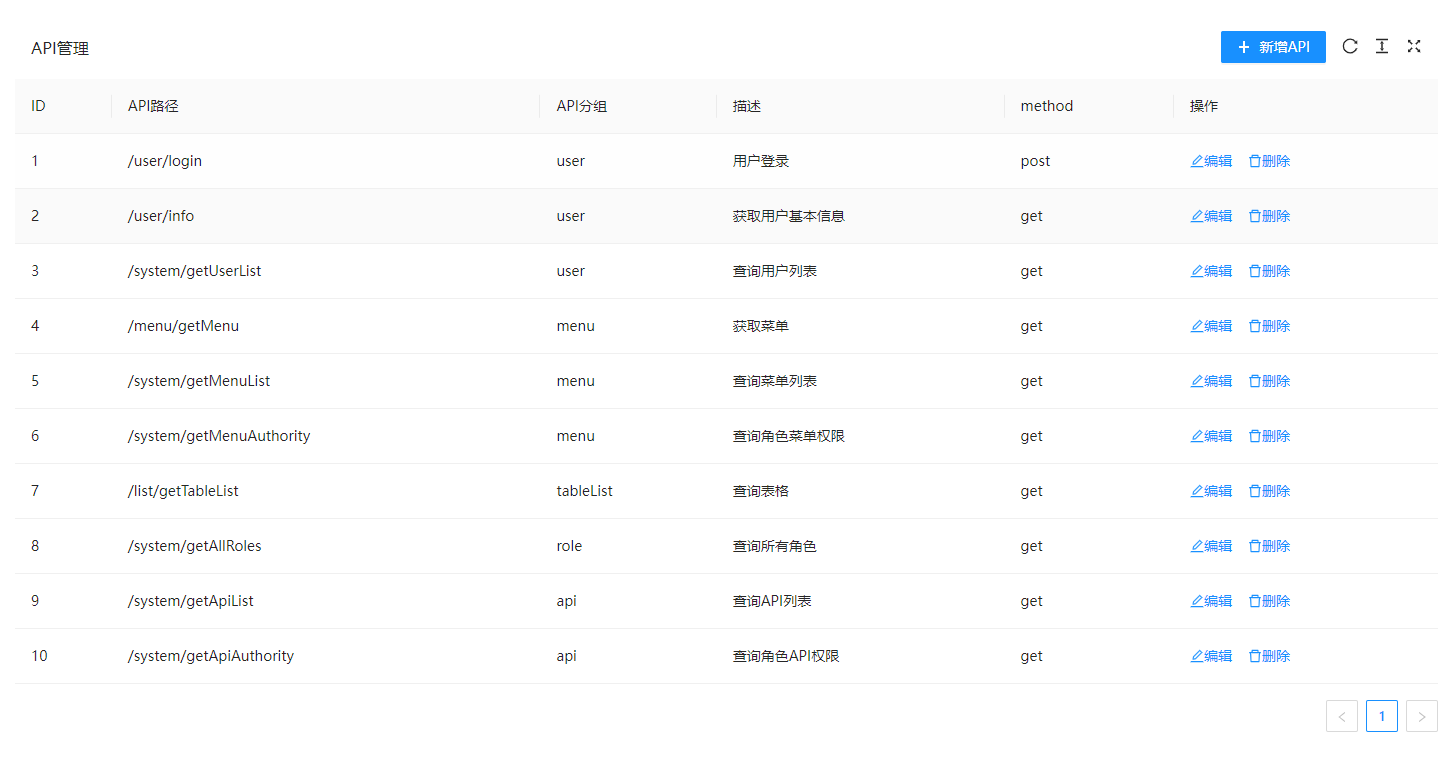 API管理 新增API
ID API路径 API分组 描述 method 操作
1 /user/login user 用户登录 post 编辑 删除
2 /user/info user 获取用户基本信息 get 编辑 删除
3 /system/getUserList user 查询用户列表 get 编辑 删除
4 /menu/getMenu menu 获取菜单 get 编辑 删除
5 /system/getMenuList menu 查询菜单列表 get 编辑 删除
6 /system/getMenuAuthority menu 查询角色菜单权限 get 编辑 删除
7 /list/getTableList tableList 查询表格 get 编辑 删除
8 /system/getAllRoles role 查询所有角色 get 编辑 删除
9 /system/getApiList api 查询API列表 get 编辑 删除
10 /system/getApiAuthority api 查询角色API权限 get 编辑 删除
1